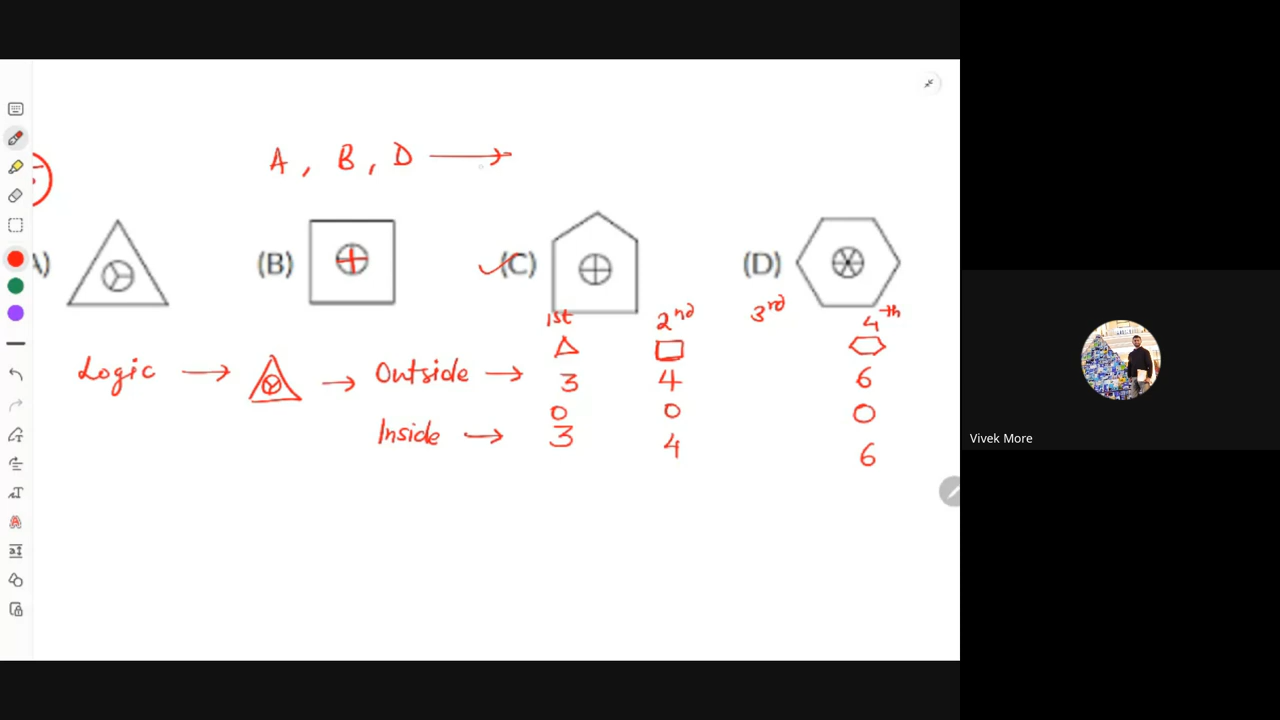 A, B, D →
A) (B) (C) (D)
1st 2nd 3rd 4th
Logic → → Outside → 3 4 6
0 0 0
Inside → 3 4 6
Vivek More